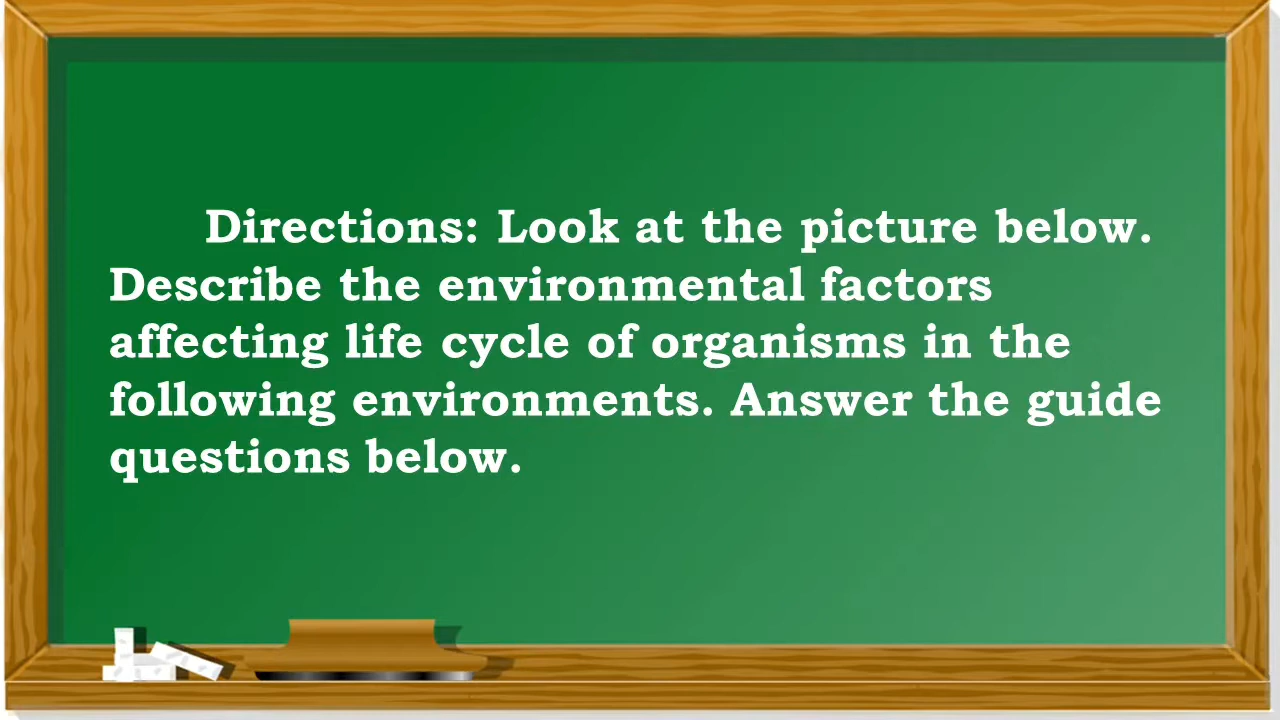 Directions: Look at the picture below.
Describe the environmental factors
affecting life cycle of organisms in the
following environments. Answer the guide
questions below.